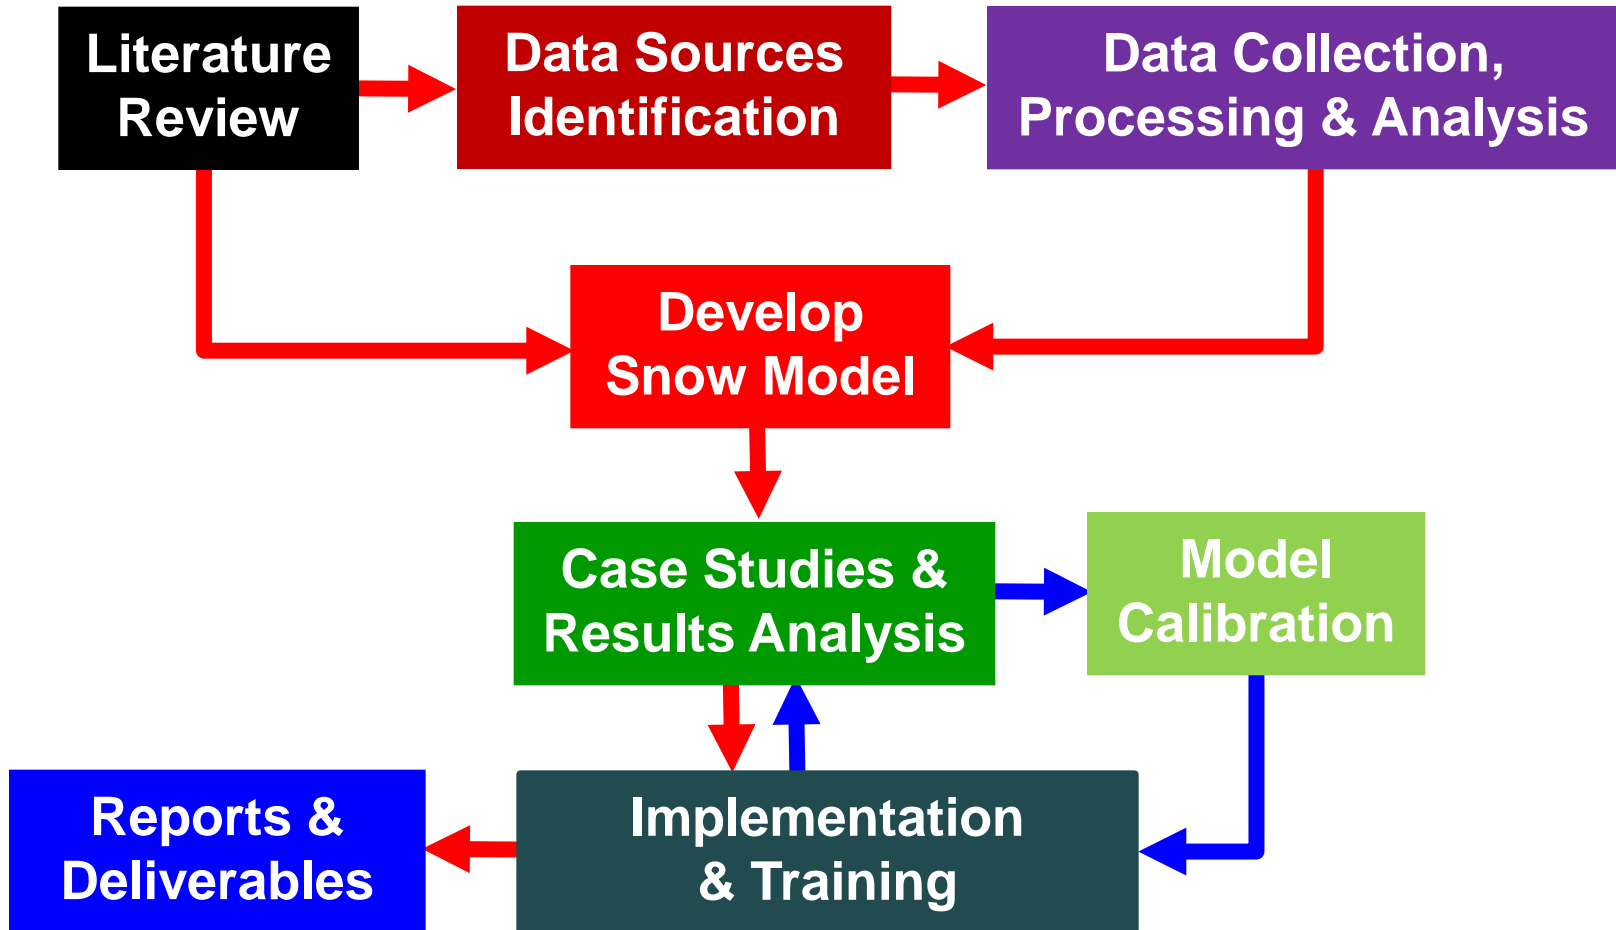 Literature
Review
Data Sources
Identification
Data Collection,
Processing & Analysis
Develop
Snow Model
Case Studies &
Results Analysis
Model
Calibration
Reports &
Deliverables
Implementation
& Training